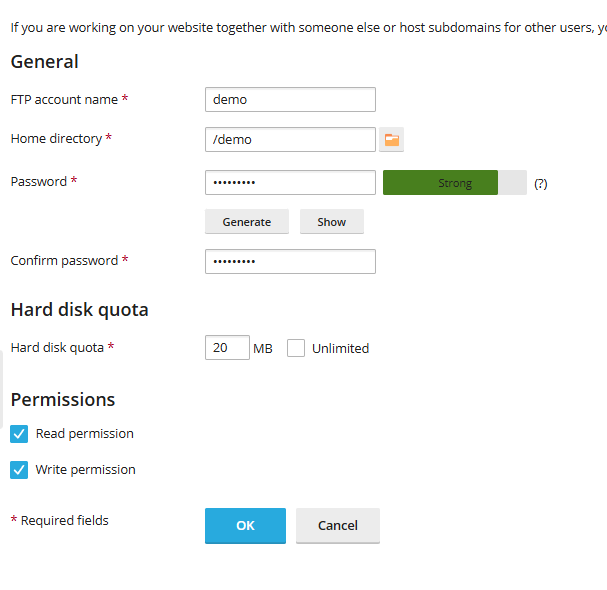 If you are working on your website together with someone else or host subdomains for other users,
General
FTP account name * demo
Home directory * /demo
Password * ••••••••• Strong (?)
Generate Show
Confirm password * •••••••••
Hard disk quota
Hard disk quota * 20 MB Unlimited
Permissions
Read permission
Write permission
* Required fields OK Cancel